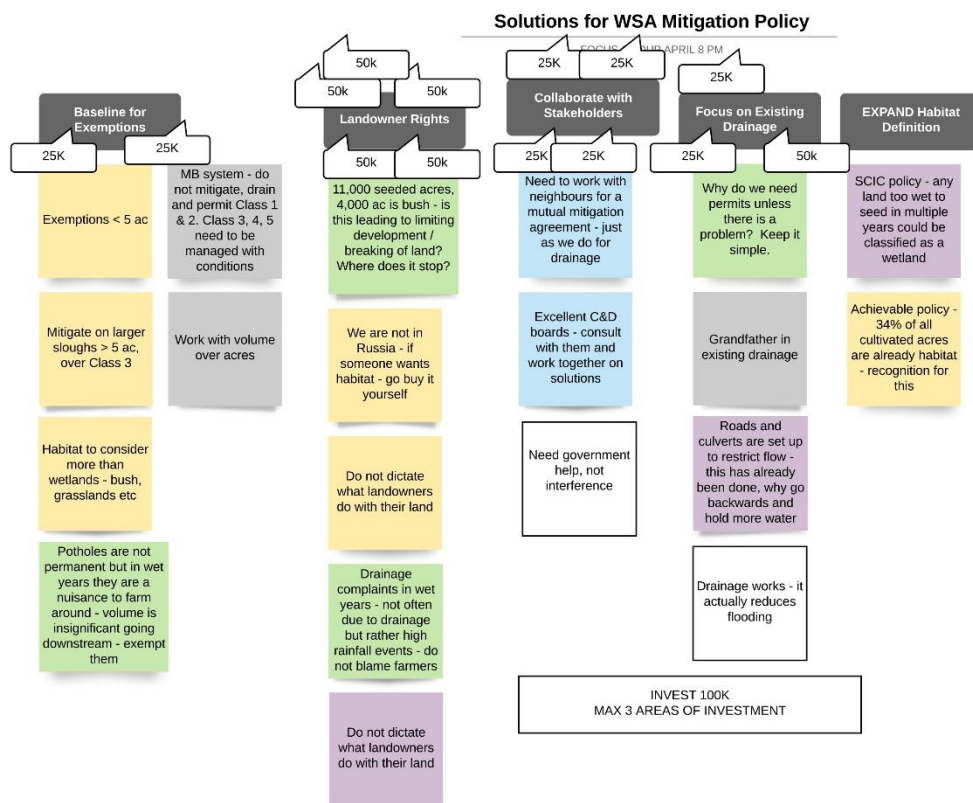 Solutions for WSA Mitigation Policy
50k
50k
50k
25K
25K
25K
Baseline for
Exemptions
Landowner Rights
Collaborate with
Stakeholders
Focus on Existing
Drainage
EXPAND Habitat
Definition
25K
25K
50k
50k
25K
25K
25K
50k
Exemptions < 5 ac
MB system - do
not mitigate, drain
and permit Class 1
& 2. Class 3, 4, 5
need to be
managed with
conditions
11,000 seeded acres,
4,000 ac is bush - is
this leading to limiting
development /
breaking of land?
Where does it stop?
Need to work with
neighbours for a
mutual mitigation
agreement - just
as we do for
drainage
Why do we need
permits unless
there is a
problem? Keep it
simple.
SCIC policy - any
land too wet to
seed in multiple
years could be
classified as a
wetland
Mitigate on larger
sloughs > 5 ac,
over Class 3
Work with volume
over acres
We are not in
Russia - if
someone wants
habitat - go buy it
yourself
Excellent C&D
boards - consult
with them and
work together on
solutions
Grandfather in
existing drainage
Achievable policy -
34% of all
cultivated acres
are already habitat
- recognition for
this
Habitat to consider
more than
wetlands - bush,
grasslands etc
Do not dictate
what landowners
do with their land
Need government
help, not
interference
Roads and
culverts are set up
to restrict flow -
this has already
been done, why go
backwards and
hold more water
Potholes are not
permanent but in wet
years they are a
nuisance to farm
around - volume is
insignificant going
downstream - exempt
them
Drainage
complaints in wet
years - not often
due to drainage
but rather high
rainfall events - do
not blame farmers
Drainage works - it
actually reduces
flooding
INVEST 100K
MAX 3 AREAS OF INVESTMENT
Do not dictate
what landowners
do with their land